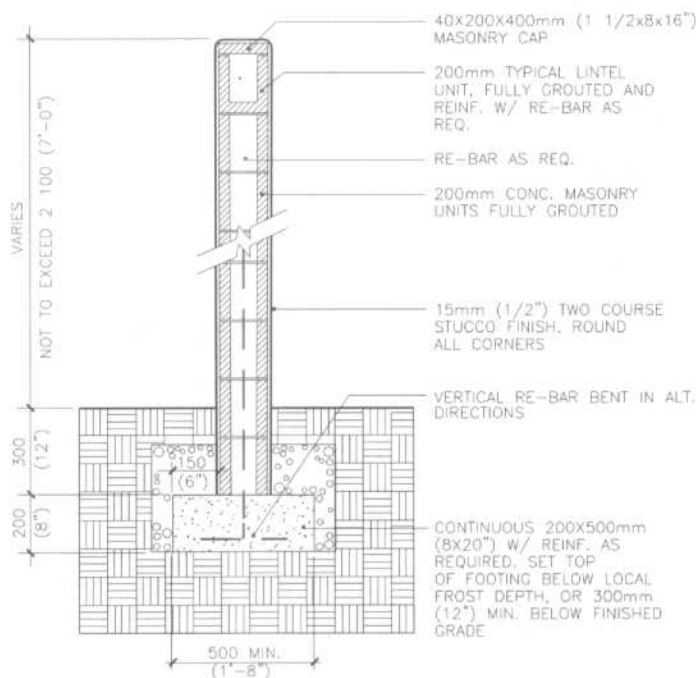 40X200X400mm (1 1/2x8x16")
MASONRY CAP
200mm TYPICAL LINTEL
UNIT, FULLY GROUTED AND
REINF. W/ RE-BAR AS
REQ.
RE-BAR AS REQ.
200mm CONC. MASONRY
UNITS FULLY GROUTED
VARIES
NOT TO EXCEED 2 100 (7'-0")
15mm (1/2") TWO COURSE
STUCCO FINISH. ROUND
ALL CORNERS
VERTICAL RE-BAR BENT IN ALT.
DIRECTIONS
300
(12")
150
(6")
200
(8")
CONTINUOUS 200X500mm
(8X20") W/ REINF. AS
REQUIRED. SET TOP
OF FOOTING BELOW LOCAL
FROST DEPTH, OR 300mm
(12") MIN. BELOW FINISHED
GRADE
500 MIN.
(1'-8")